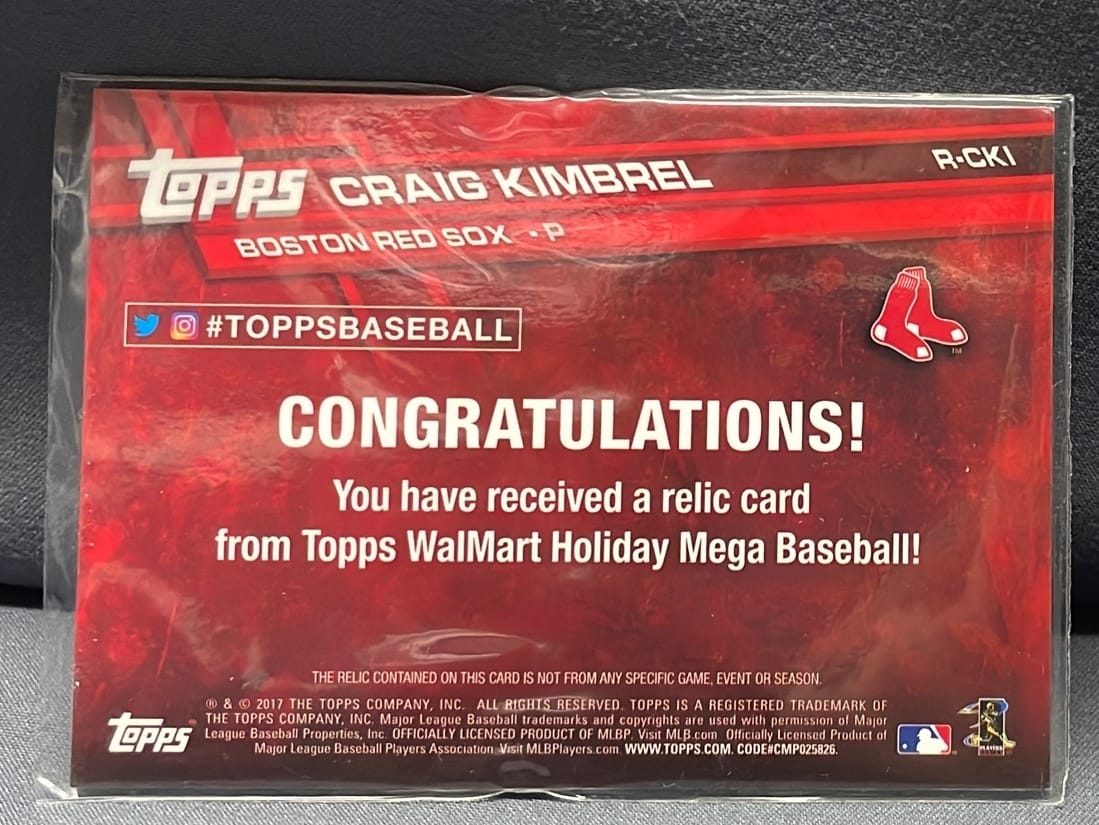 TOPPS CRAIG KIMBREL R-CKI
BOSTON RED SOX • P
#TOPPSBASEBALL
TM
CONGRATULATIONS!
You have received a relic card
from Topps WalMart Holiday Mega Baseball!
THE RELIC CONTAINED ON THIS CARD IS NOT FROM ANY SPECIFIC GAME, EVENT OR SEASON.
® & © 2017 THE TOPPS COMPANY, INC. ALL RIGHTS RESERVED. TOPPS IS A REGISTERED TRADEMARK OF
THE TOPPS COMPANY, INC. Major League Baseball trademarks and copyrights are used with permission of Major
League Baseball Properties, Inc. OFFICIALLY LICENSED PRODUCT OF MLBP. Visit MLB.com Officially Licensed Product of
Major League Baseball Players Association Visit MLBPlayers.com WWW.TOPPS.COM. CODE#CMP025826.
TOPPS
PLAYERS